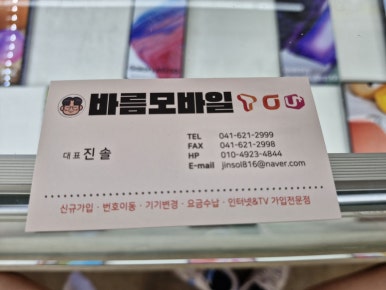 바름모바일 T O U+
대표 진 솔
TEL 041-621-2999
FAX 041-621-2998
HP 010-4923-4844
E-mail jinsol816@naver.com
신규가입 · 번호이동 · 기기변경 · 요금수납 · 인터넷&TV 가입전문점